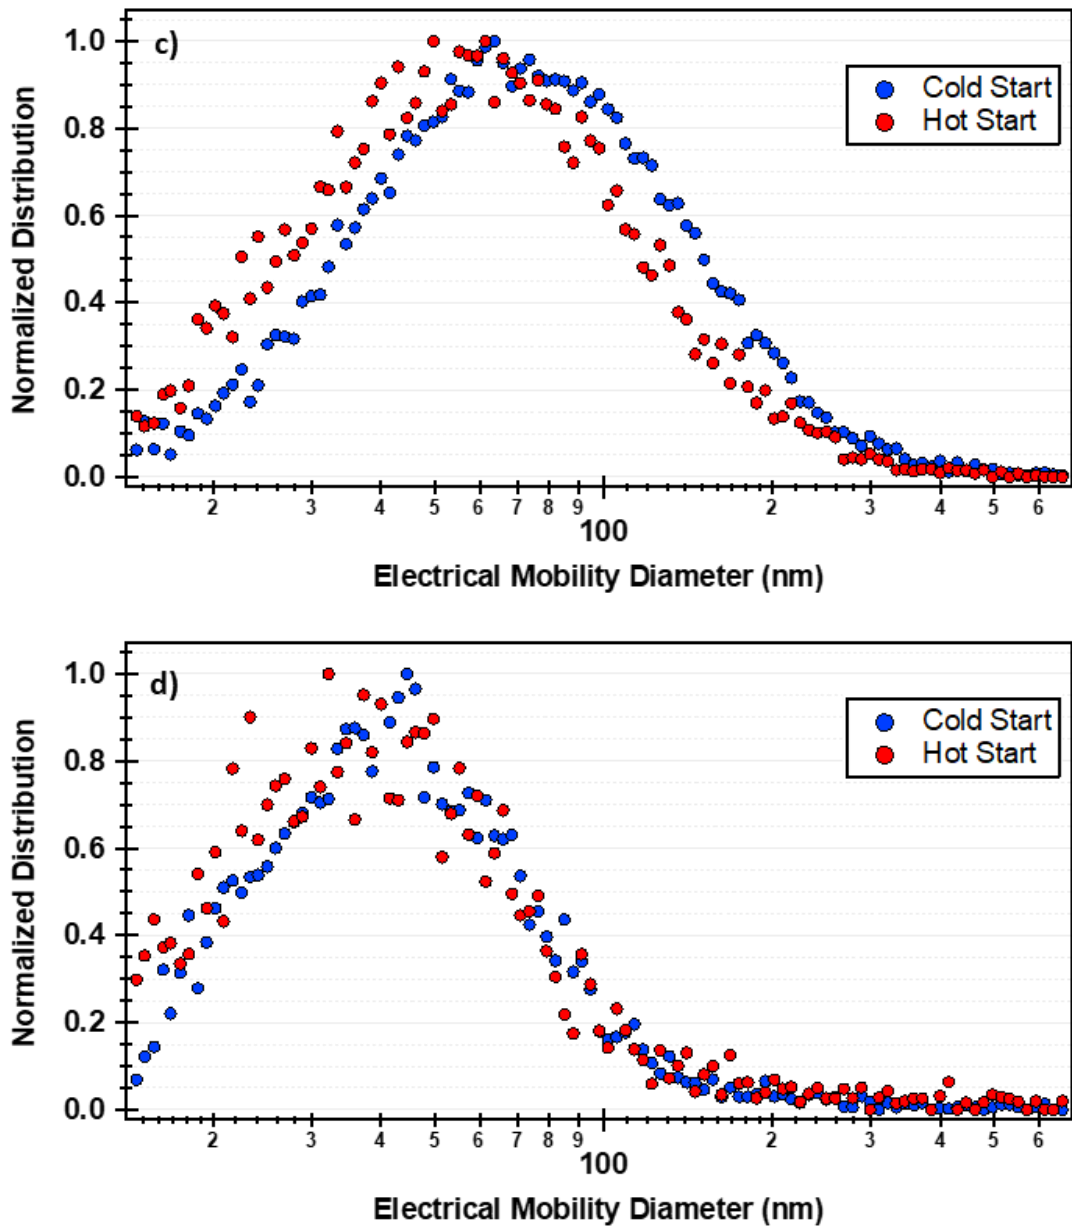 c)
Normalized Distribution
1.0
0.8
0.6
0.4
0.2
0.0
Cold Start
Hot Start
2 3 4 5 6 7 8 9 2 3 4 5 6
100
Electrical Mobility Diameter (nm)
d)
Normalized Distribution
1.0
0.8
0.6
0.4
0.2
0.0
Cold Start
Hot Start
2 3 4 5 6 7 8 9 2 3 4 5 6
100
Electrical Mobility Diameter (nm)